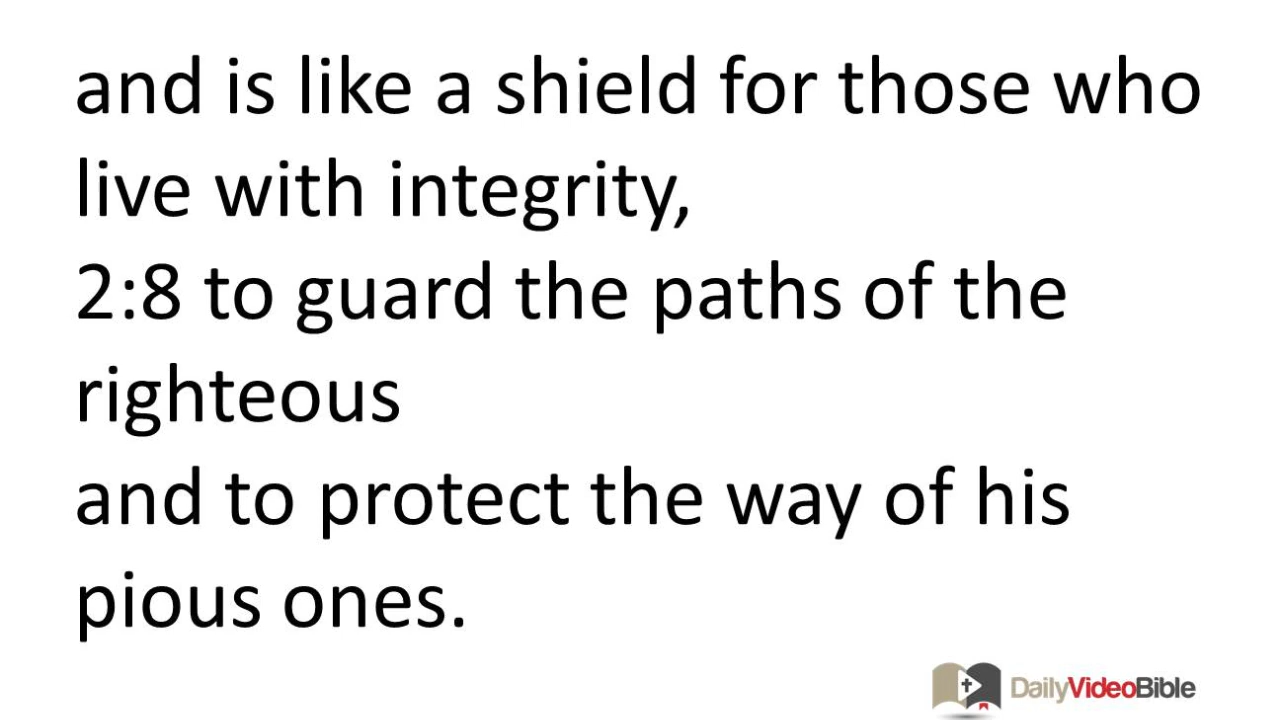 and is like a shield for those who
live with integrity,
2:8 to guard the paths of the
righteous
and to protect the way of his
pious ones.
DailyVideoBible